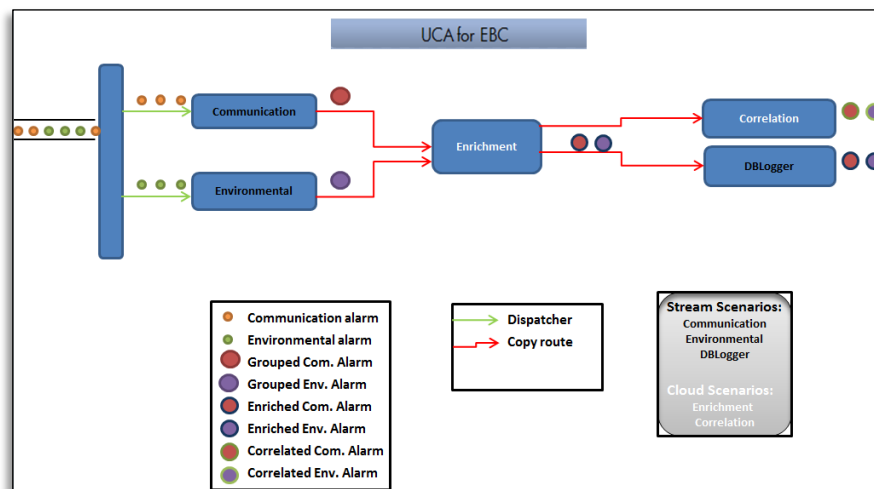 UCA for EBC
Communication
Environmental
Enrichment
Correlation
DBLogger
Communication alarm
Environmental alarm
Grouped Com. Alarm
Grouped Env. Alarm
Enriched Com. Alarm
Enriched Env. Alarm
Correlated Com. Alarm
Correlated Env. Alarm
Dispatcher
Copy route
Stream Scenarios:
Communication
Environmental
DBLogger
Cloud Scenarios:
Enrichment
Correlation